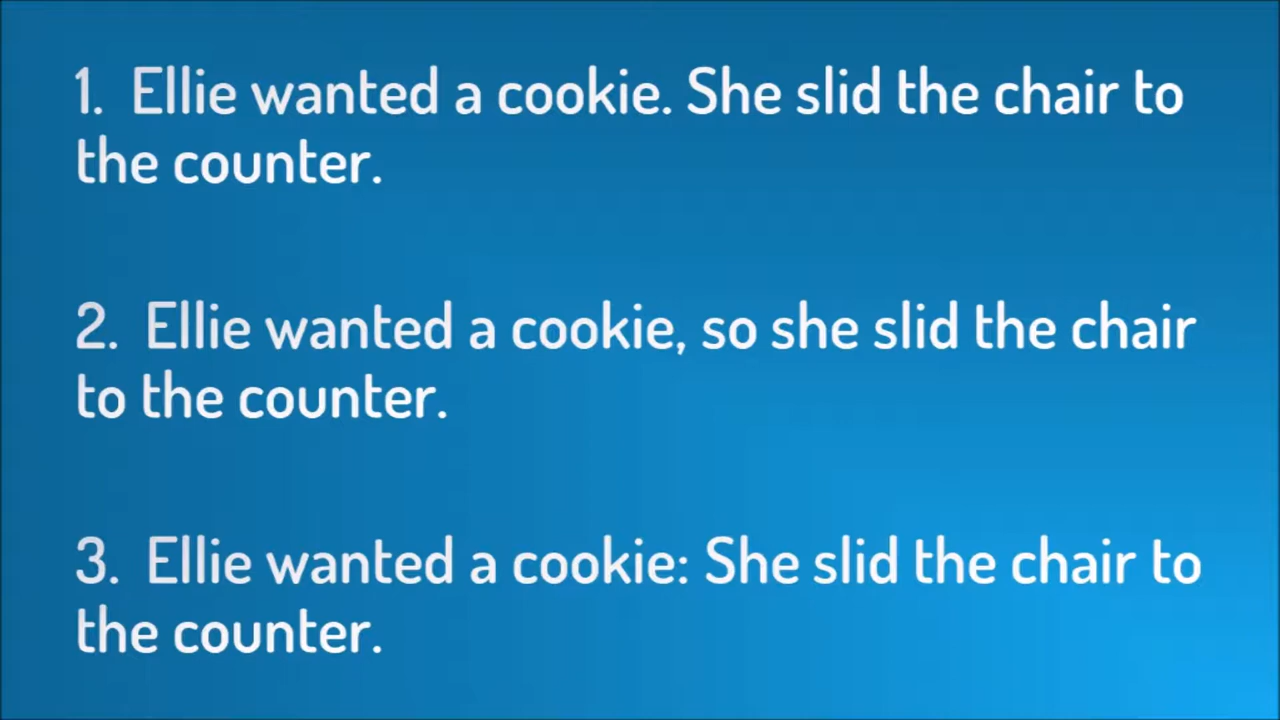 1. Ellie wanted a cookie. She slid the chair to
the counter.
2. Ellie wanted a cookie, so she slid the chair
to the counter.
3. Ellie wanted a cookie: She slid the chair to
the counter.